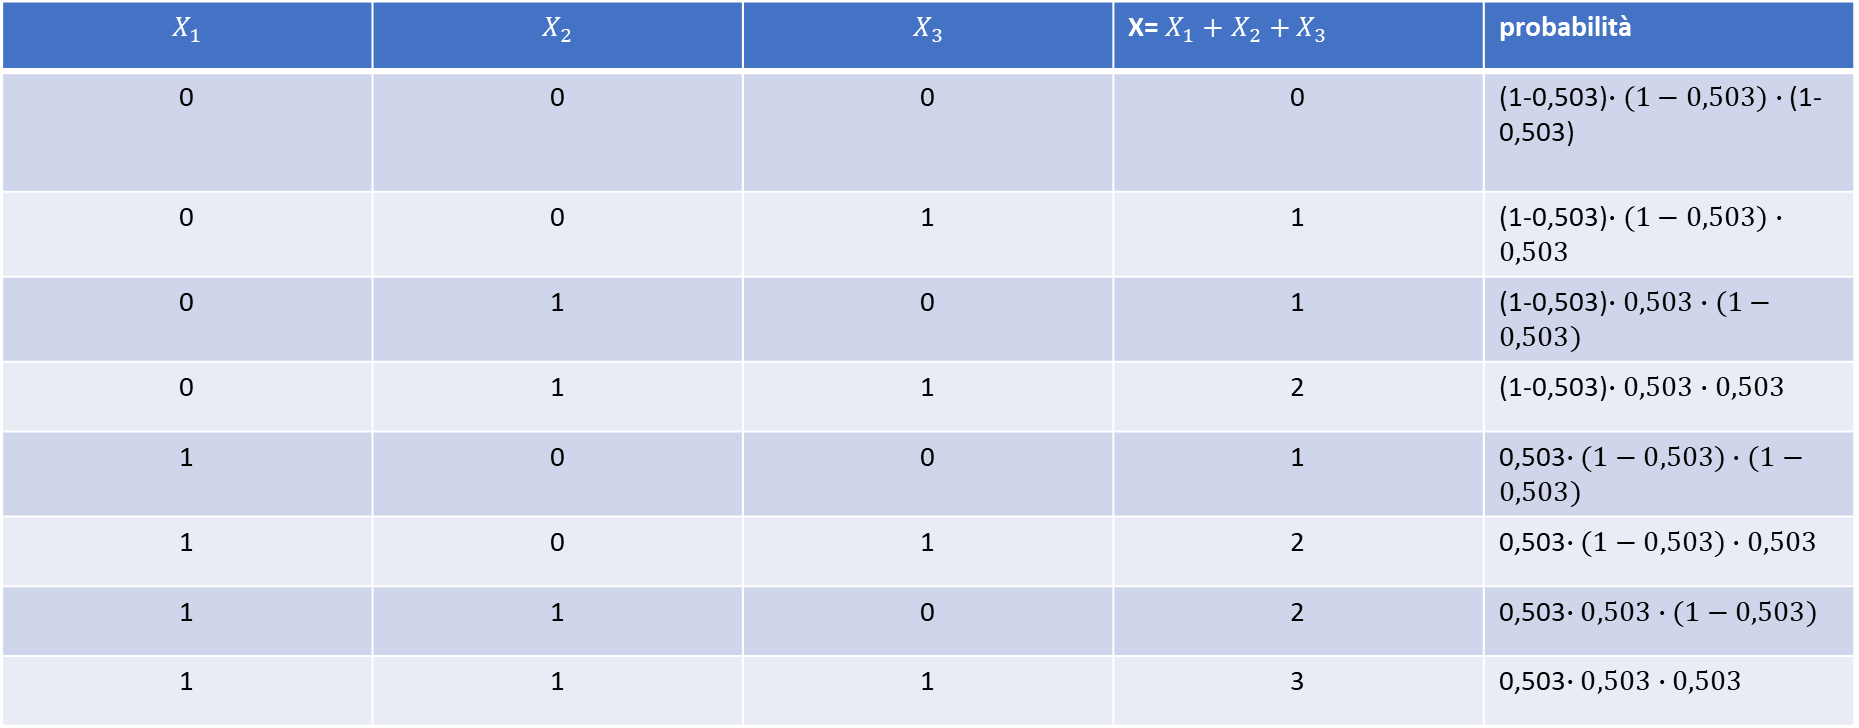 X₁ X₂ X₃ X= X₁ + X₂ + X₃ probabilità
0 0 0 0 (1-0,503)· (1 − 0,503) · (1-
0,503)
0 0 1 1 (1-0,503)· (1 − 0,503) ·
0,503
0 1 0 1 (1-0,503)· 0,503 · (1 −
0,503)
0 1 1 2 (1-0,503)· 0,503 · 0,503
1 0 0 1 0,503· (1 − 0,503) · (1 −
0,503)
1 0 1 2 0,503· (1 − 0,503) · 0,503
1 1 0 2 0,503· 0,503 · (1 − 0,503)
1 1 1 3 0,503· 0,503 · 0,503